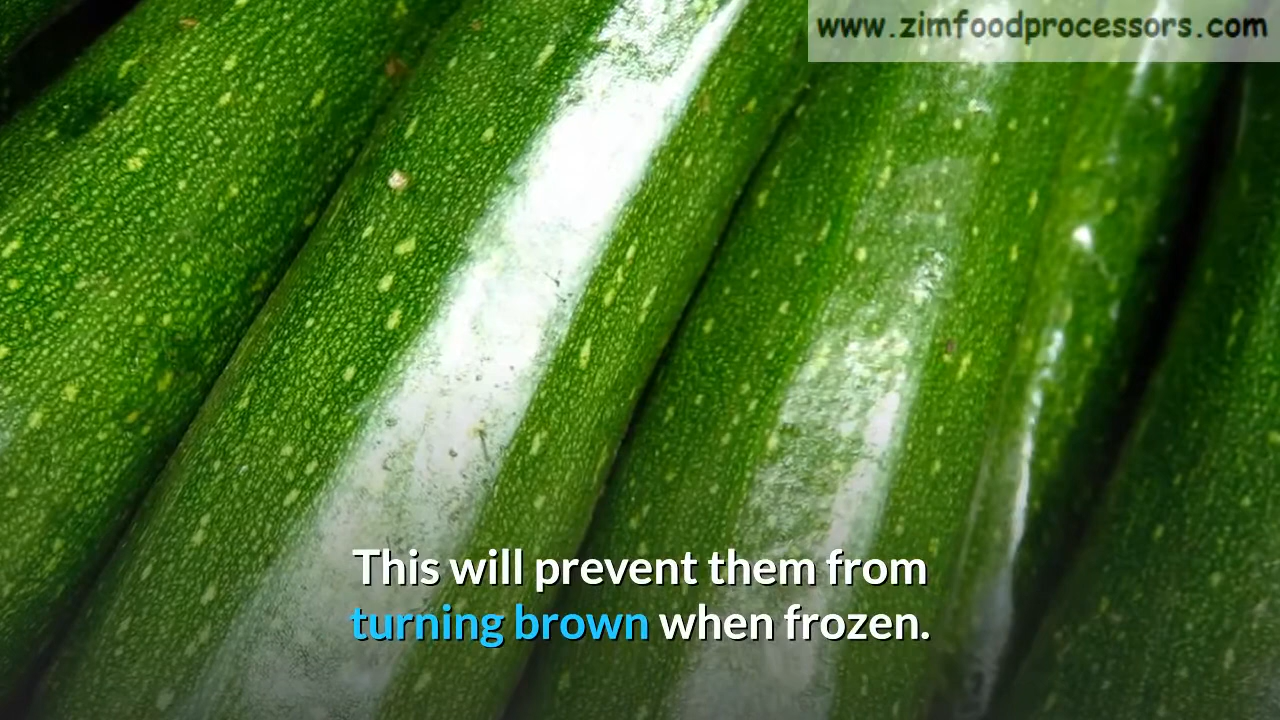 www.zimfoodprocessors.com
This will prevent them from
turning brown when frozen.